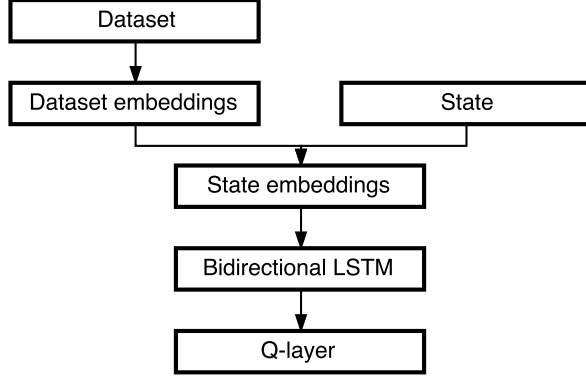 Dataset
Dataset embeddings
State
State embeddings
Bidirectional LSTM
Q-layer